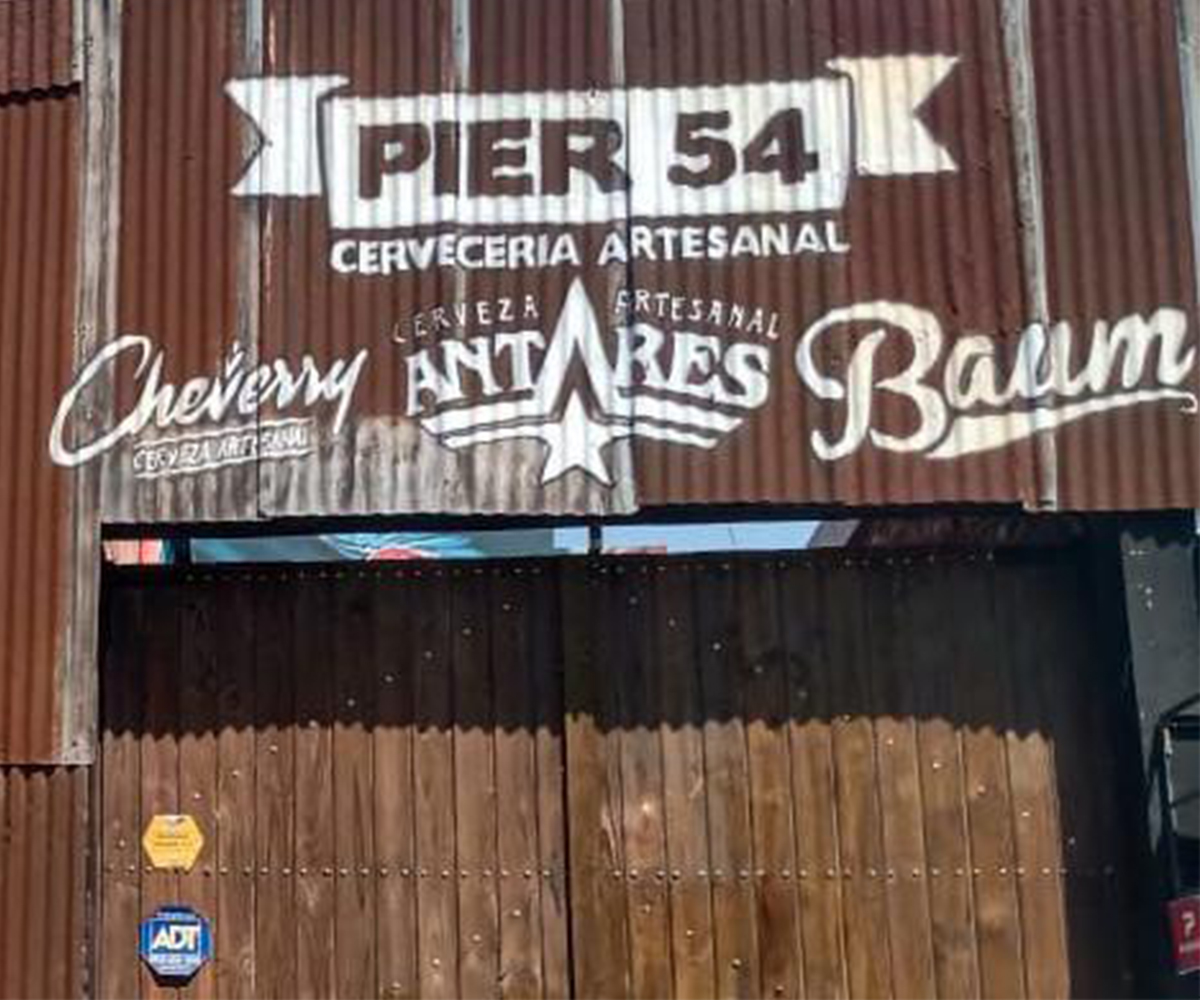 PIER 54
CERVECERIA ARTESANAL
CERVEZA ARTESANAL
ANTARES
Cheverry
CERVEZA ARTESANAL
Baum
ADT